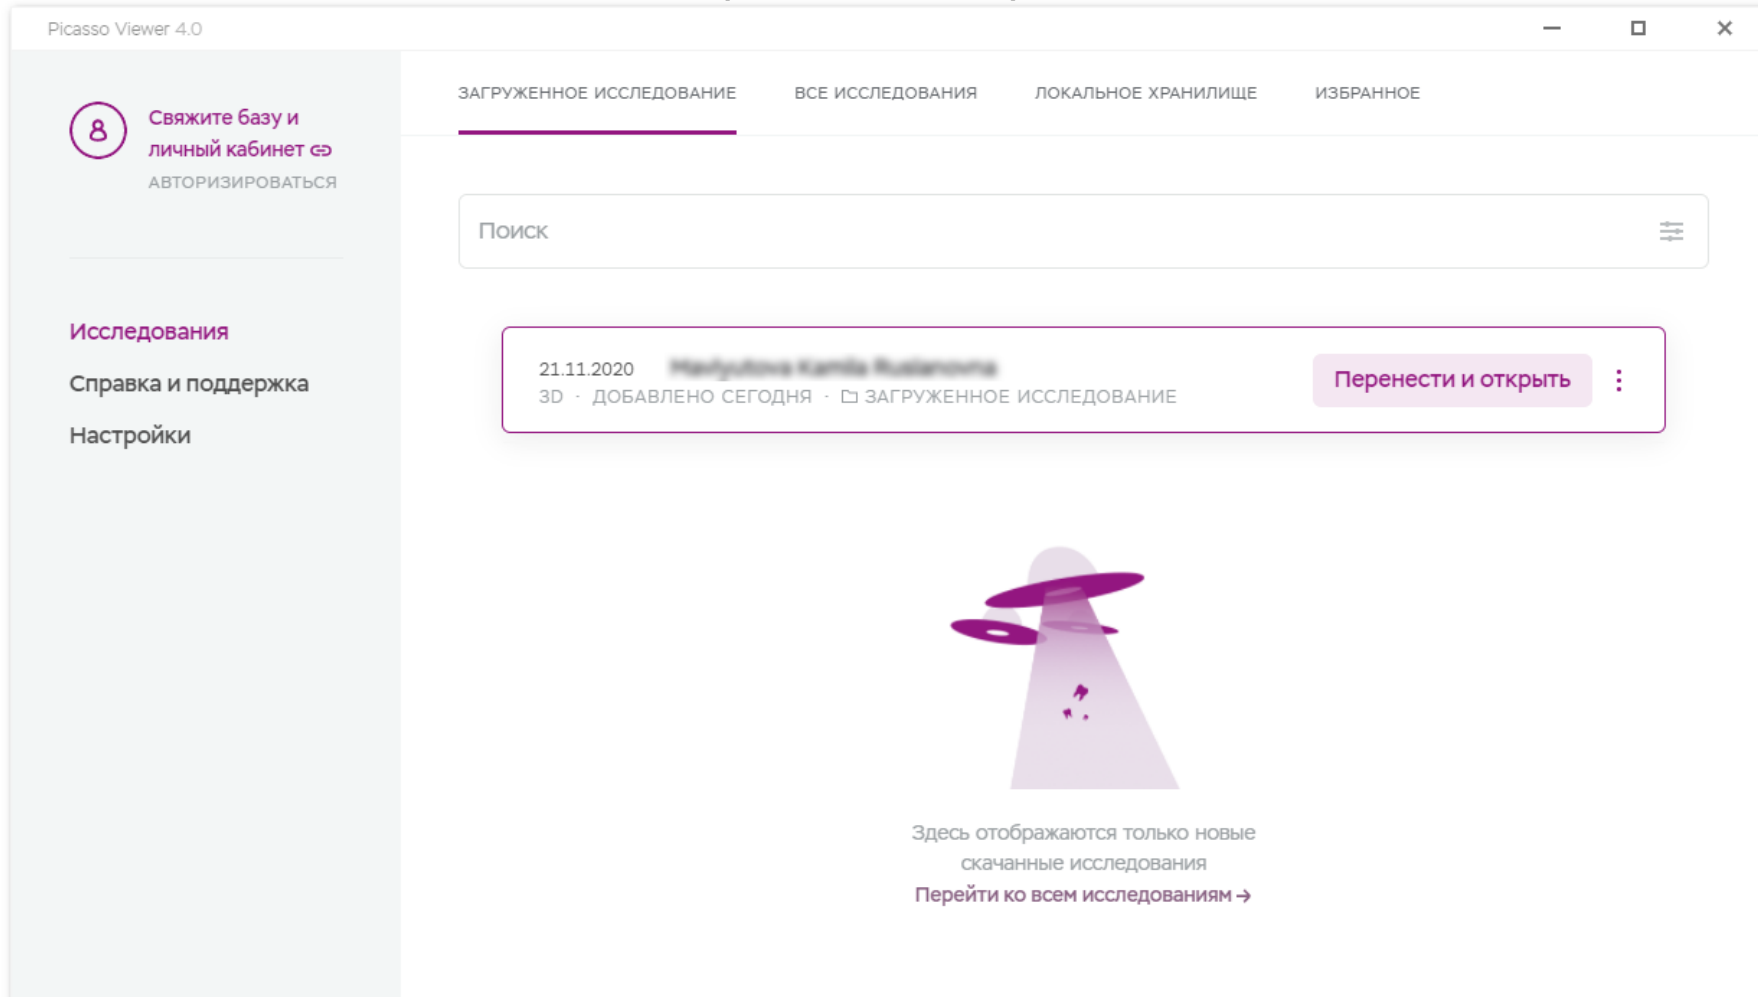 Picasso Viewer 4.0
Свяжите базу и
личный кабинет
АВТОРИЗИРОВАТЬСЯ
Исследования
Справка и поддержка
Настройки
ЗАГРУЖЕННОЕ ИССЛЕДОВАНИЕ ВСЕ ИССЛЕДОВАНИЯ ЛОКАЛЬНОЕ ХРАНИЛИЩЕ ИЗБРАННОЕ
Поиск
21.11.2020
3D · ДОБАВЛЕНО СЕГОДНЯ · ЗАГРУЖЕННОЕ ИССЛЕДОВАНИЕ
Перенести и открыть
Здесь отображаются только новые
скачанные исследования
Перейти ко всем исследованиям →